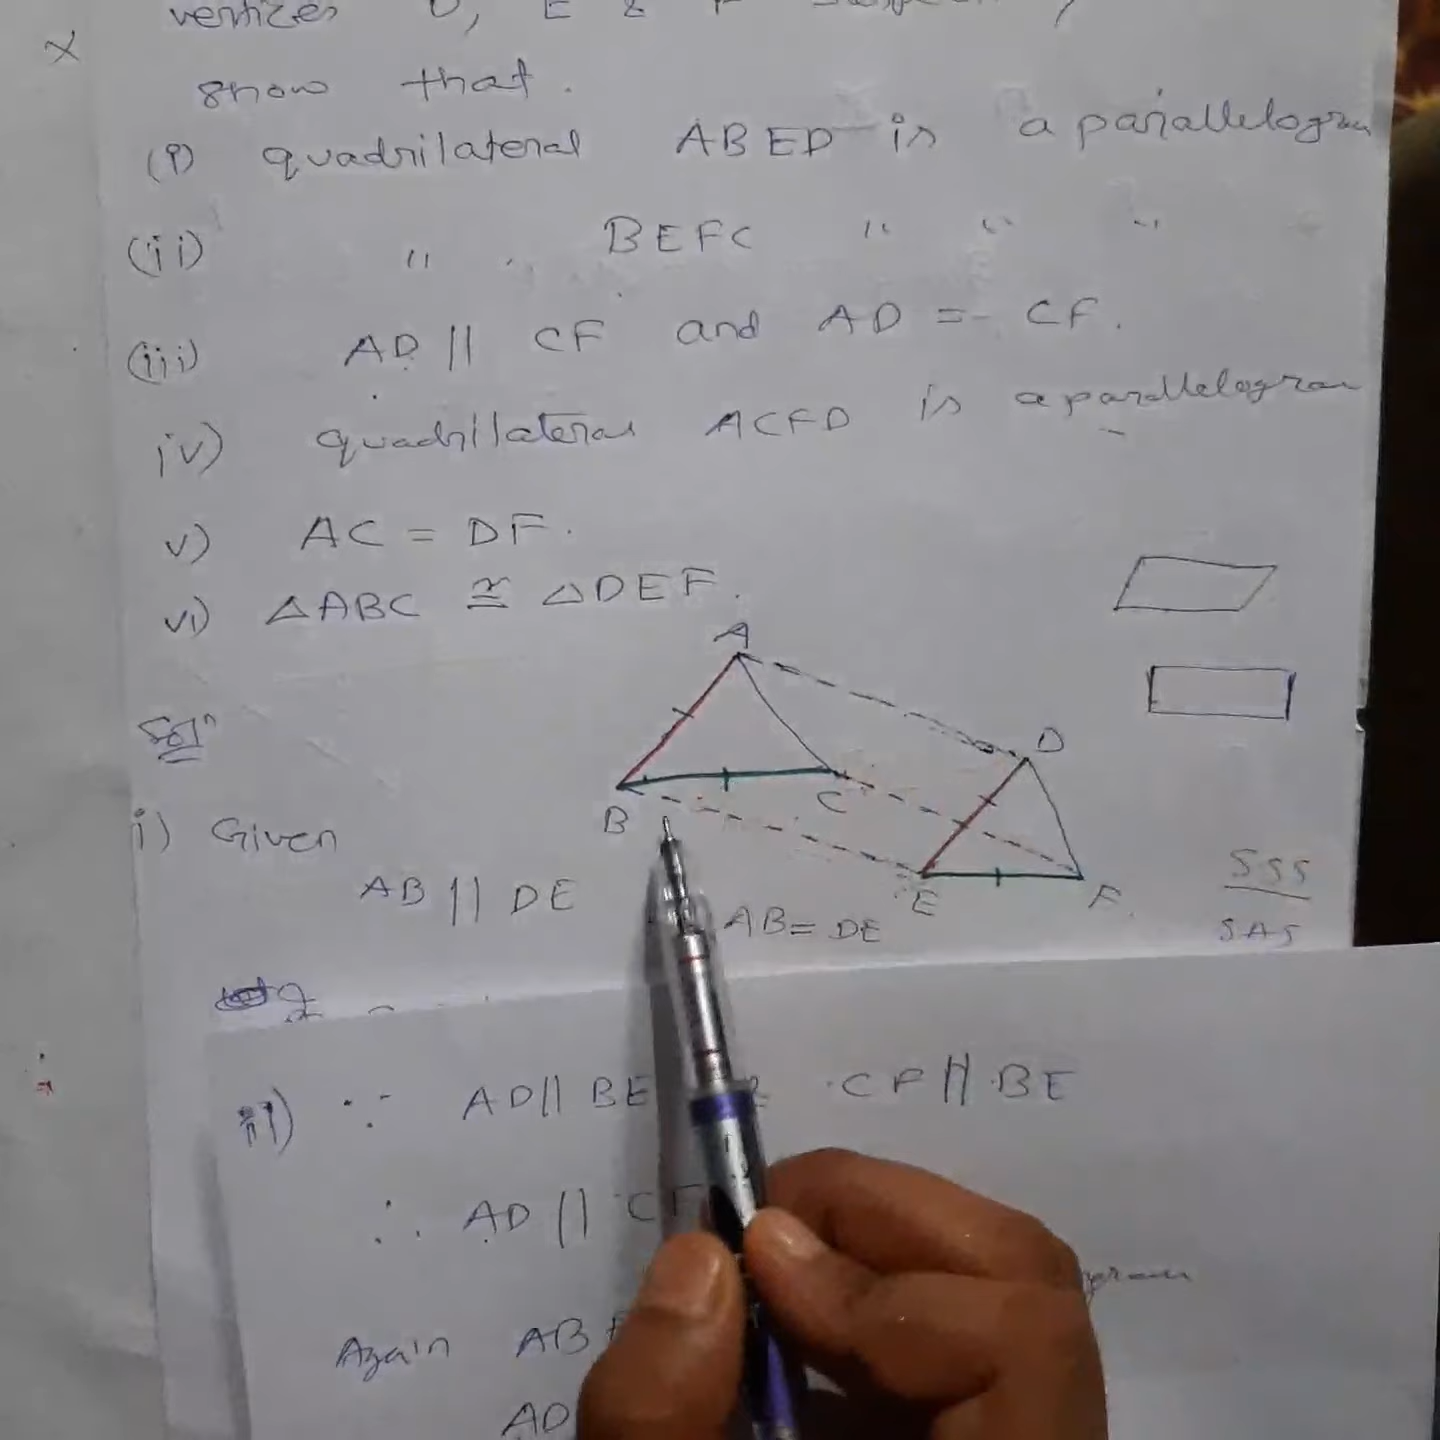 vertices D, E &
show that.
(i) quadrilateral ABED is a parallelogram
(ii) " " BEFC " " "
(iii) AD || CF and AD = CF.
iv) quadrilateral ACFD is a parallelogram
v) AC = DF.
vi) △ABC ≅ △DEF.
A
D
B
C
E
F.
Solⁿ
i) Given
AB || DE AB = DE
SSS
SAS
ii) ∵ AD || BE & CF || BE
∴ AD || CF
Again AB
AD